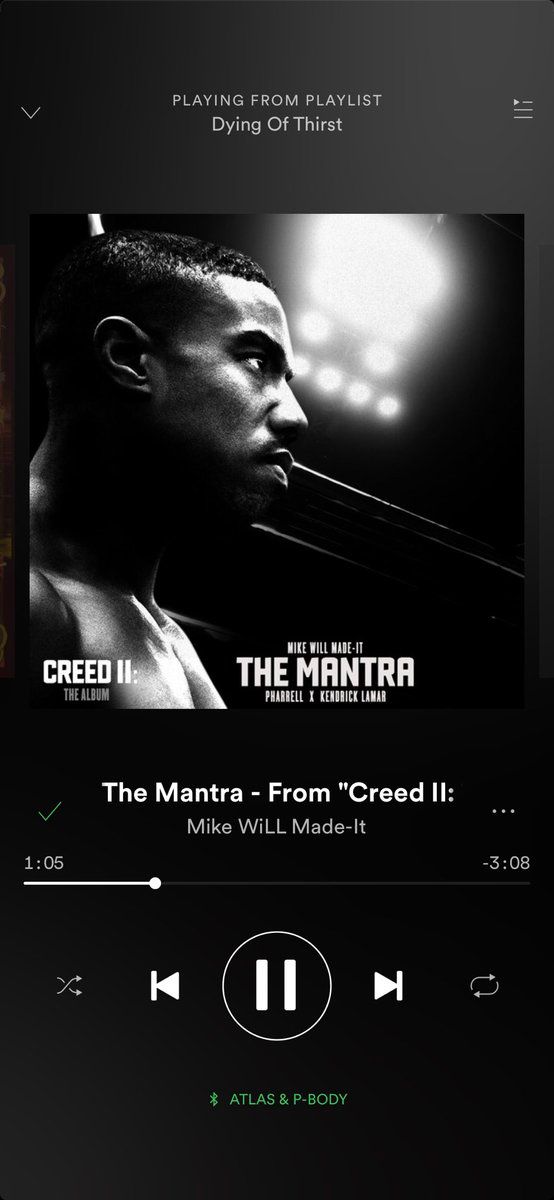 PLAYING FROM PLAYLIST
Dying Of Thirst
MIKE WILL MADE-IT
CREED II:
THE MANTRA
THE ALBUM
PHARRELL X KENDRICK LAMAR
The Mantra - From "Creed II:
Mike WiLL Made-It
1:05
-3:08
ATLAS & P-BODY